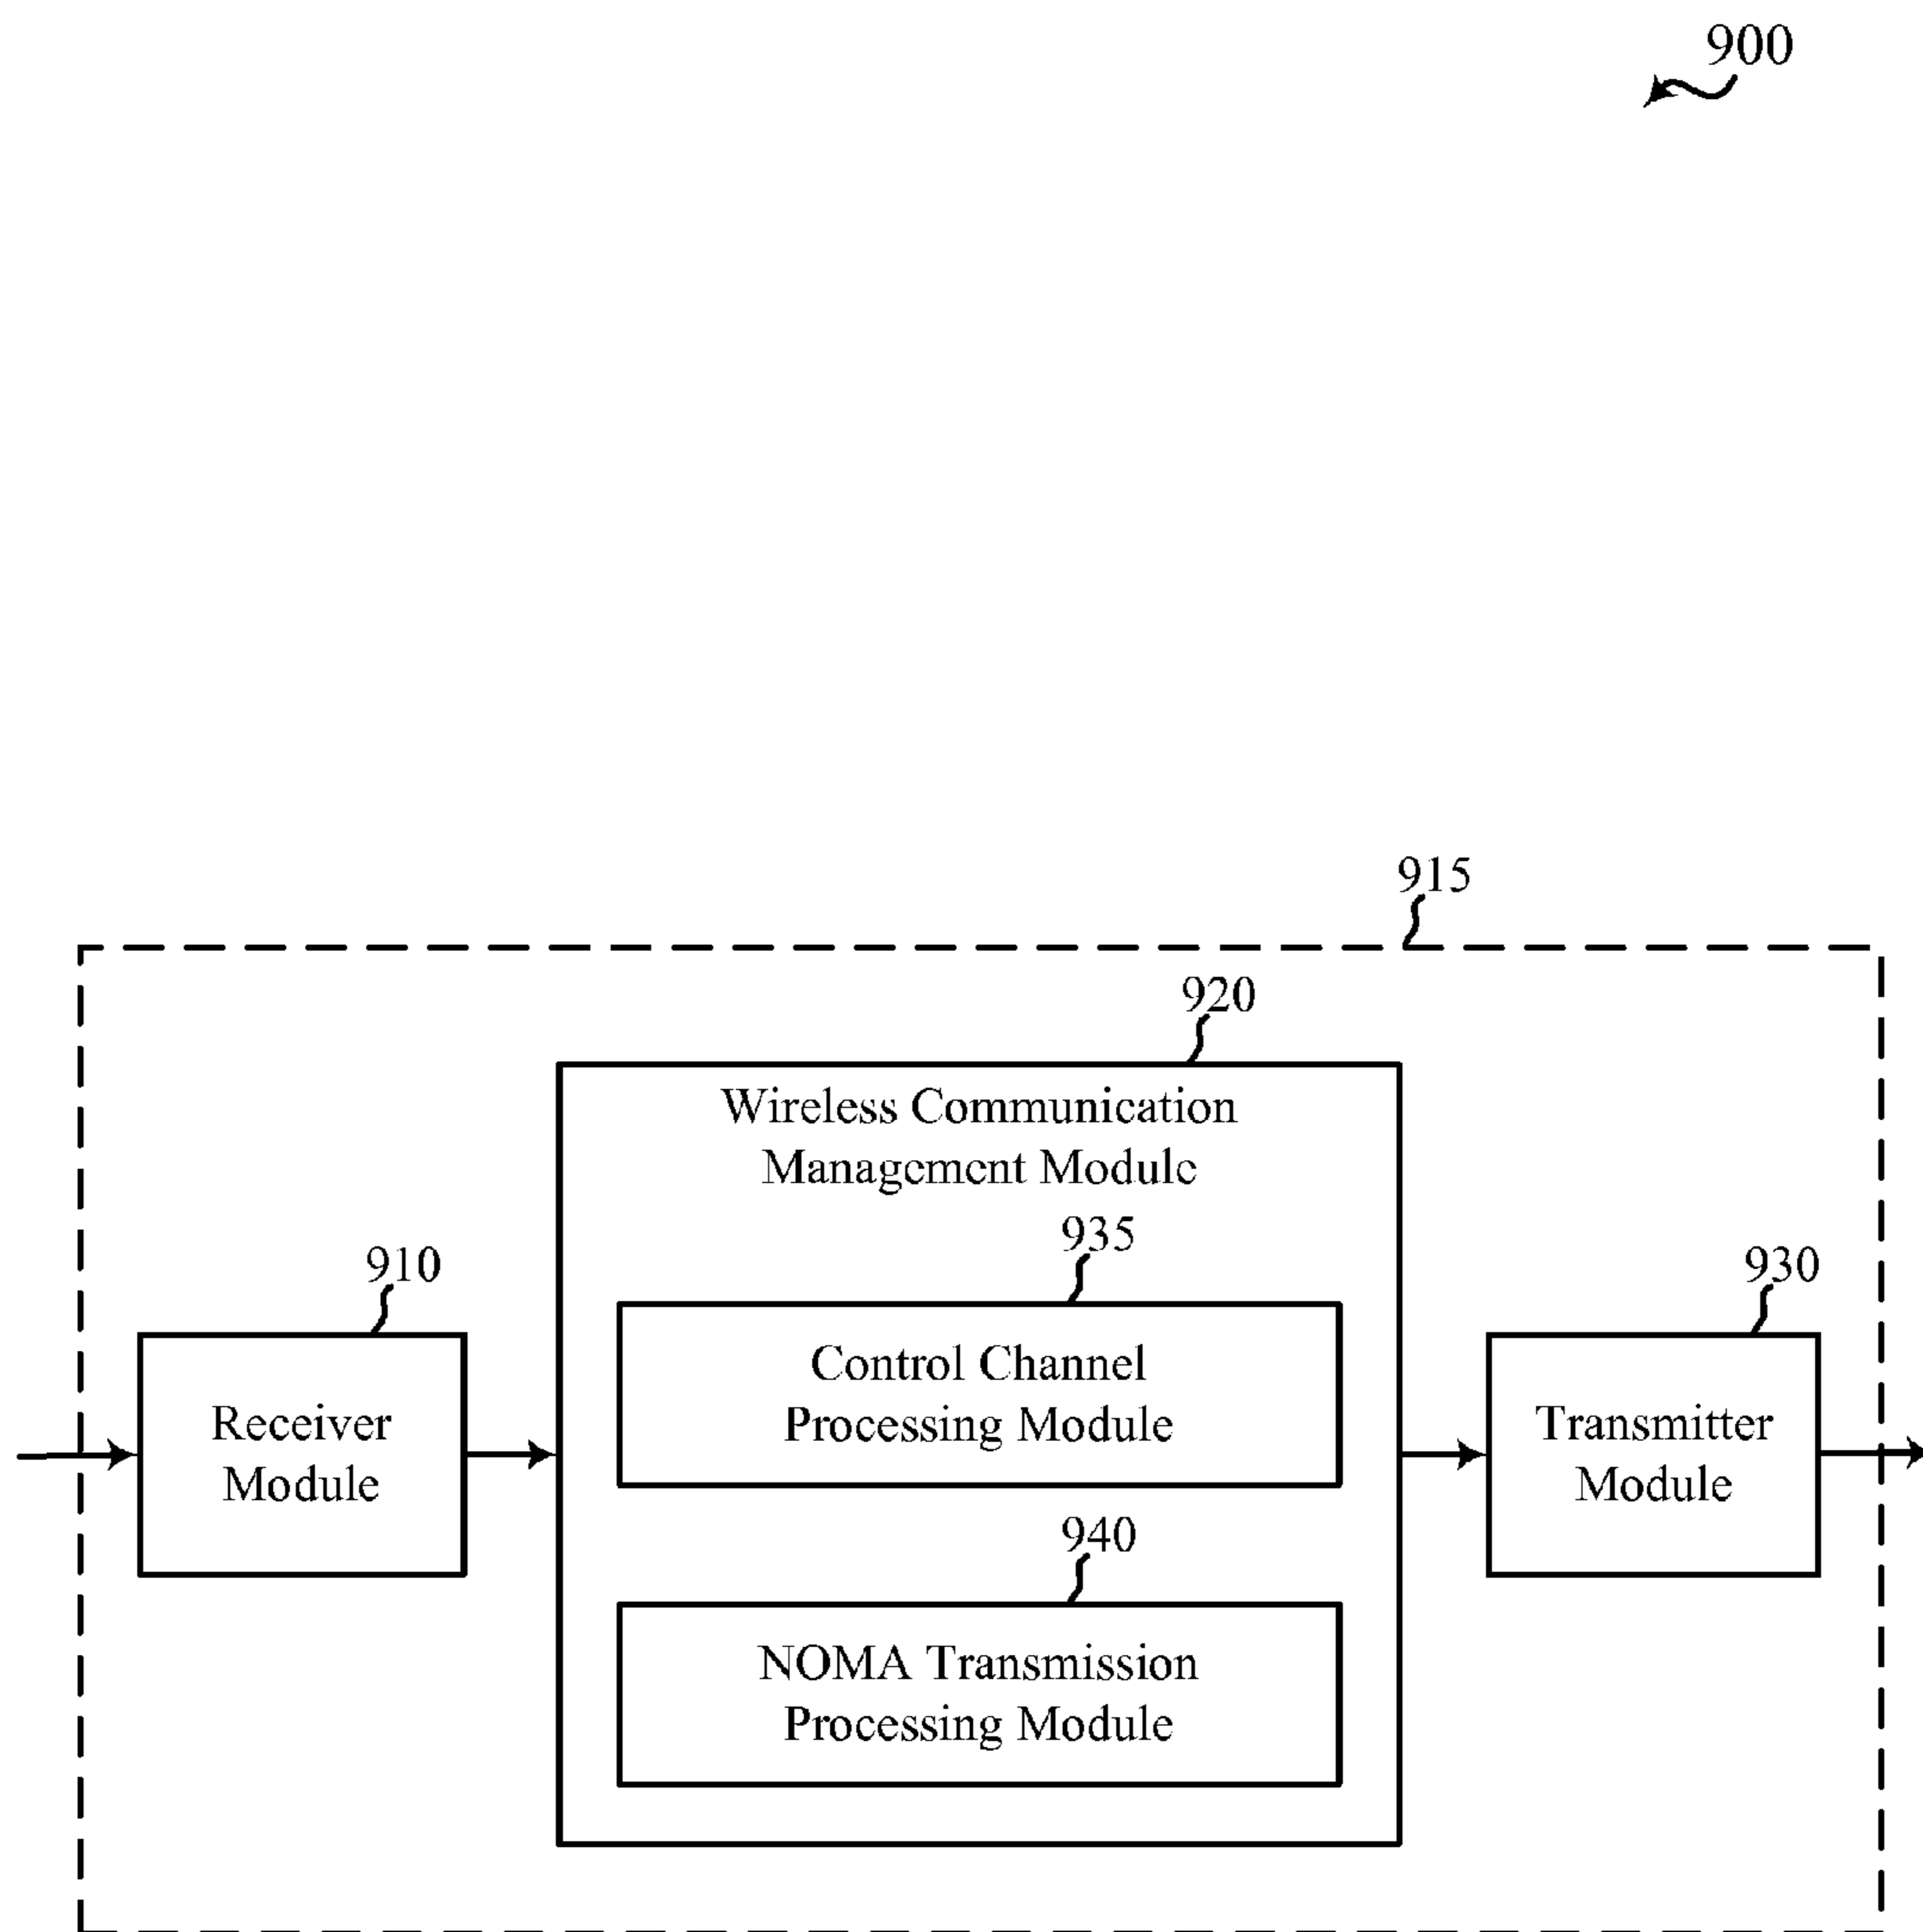 900
915
920
Wireless Communication
Management Module
935
910
930
Control Channel
Processing Module
Receiver
Module
Transmitter
Module
940
NOMA Transmission
Processing Module